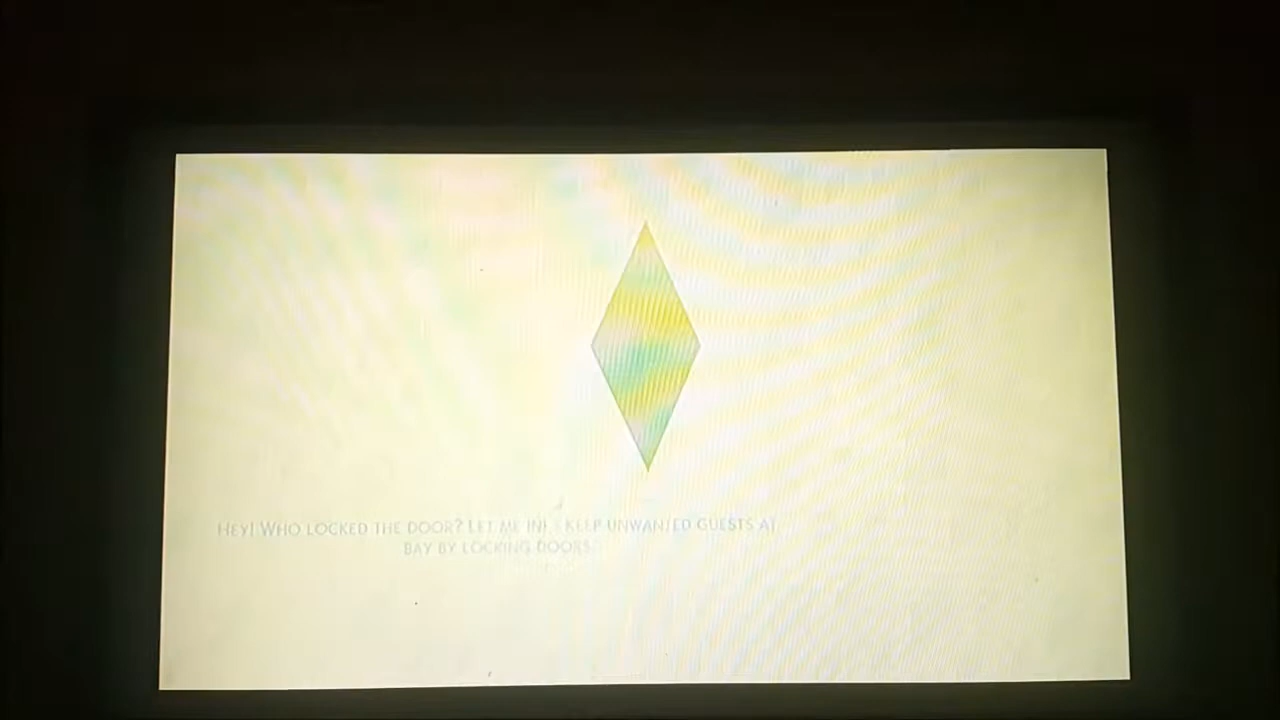 HEY! WHO LOCKED THE DOOR? LET ME IN! KEEP UNWANTED GUESTS AT
BAY BY LOCKING DOORS